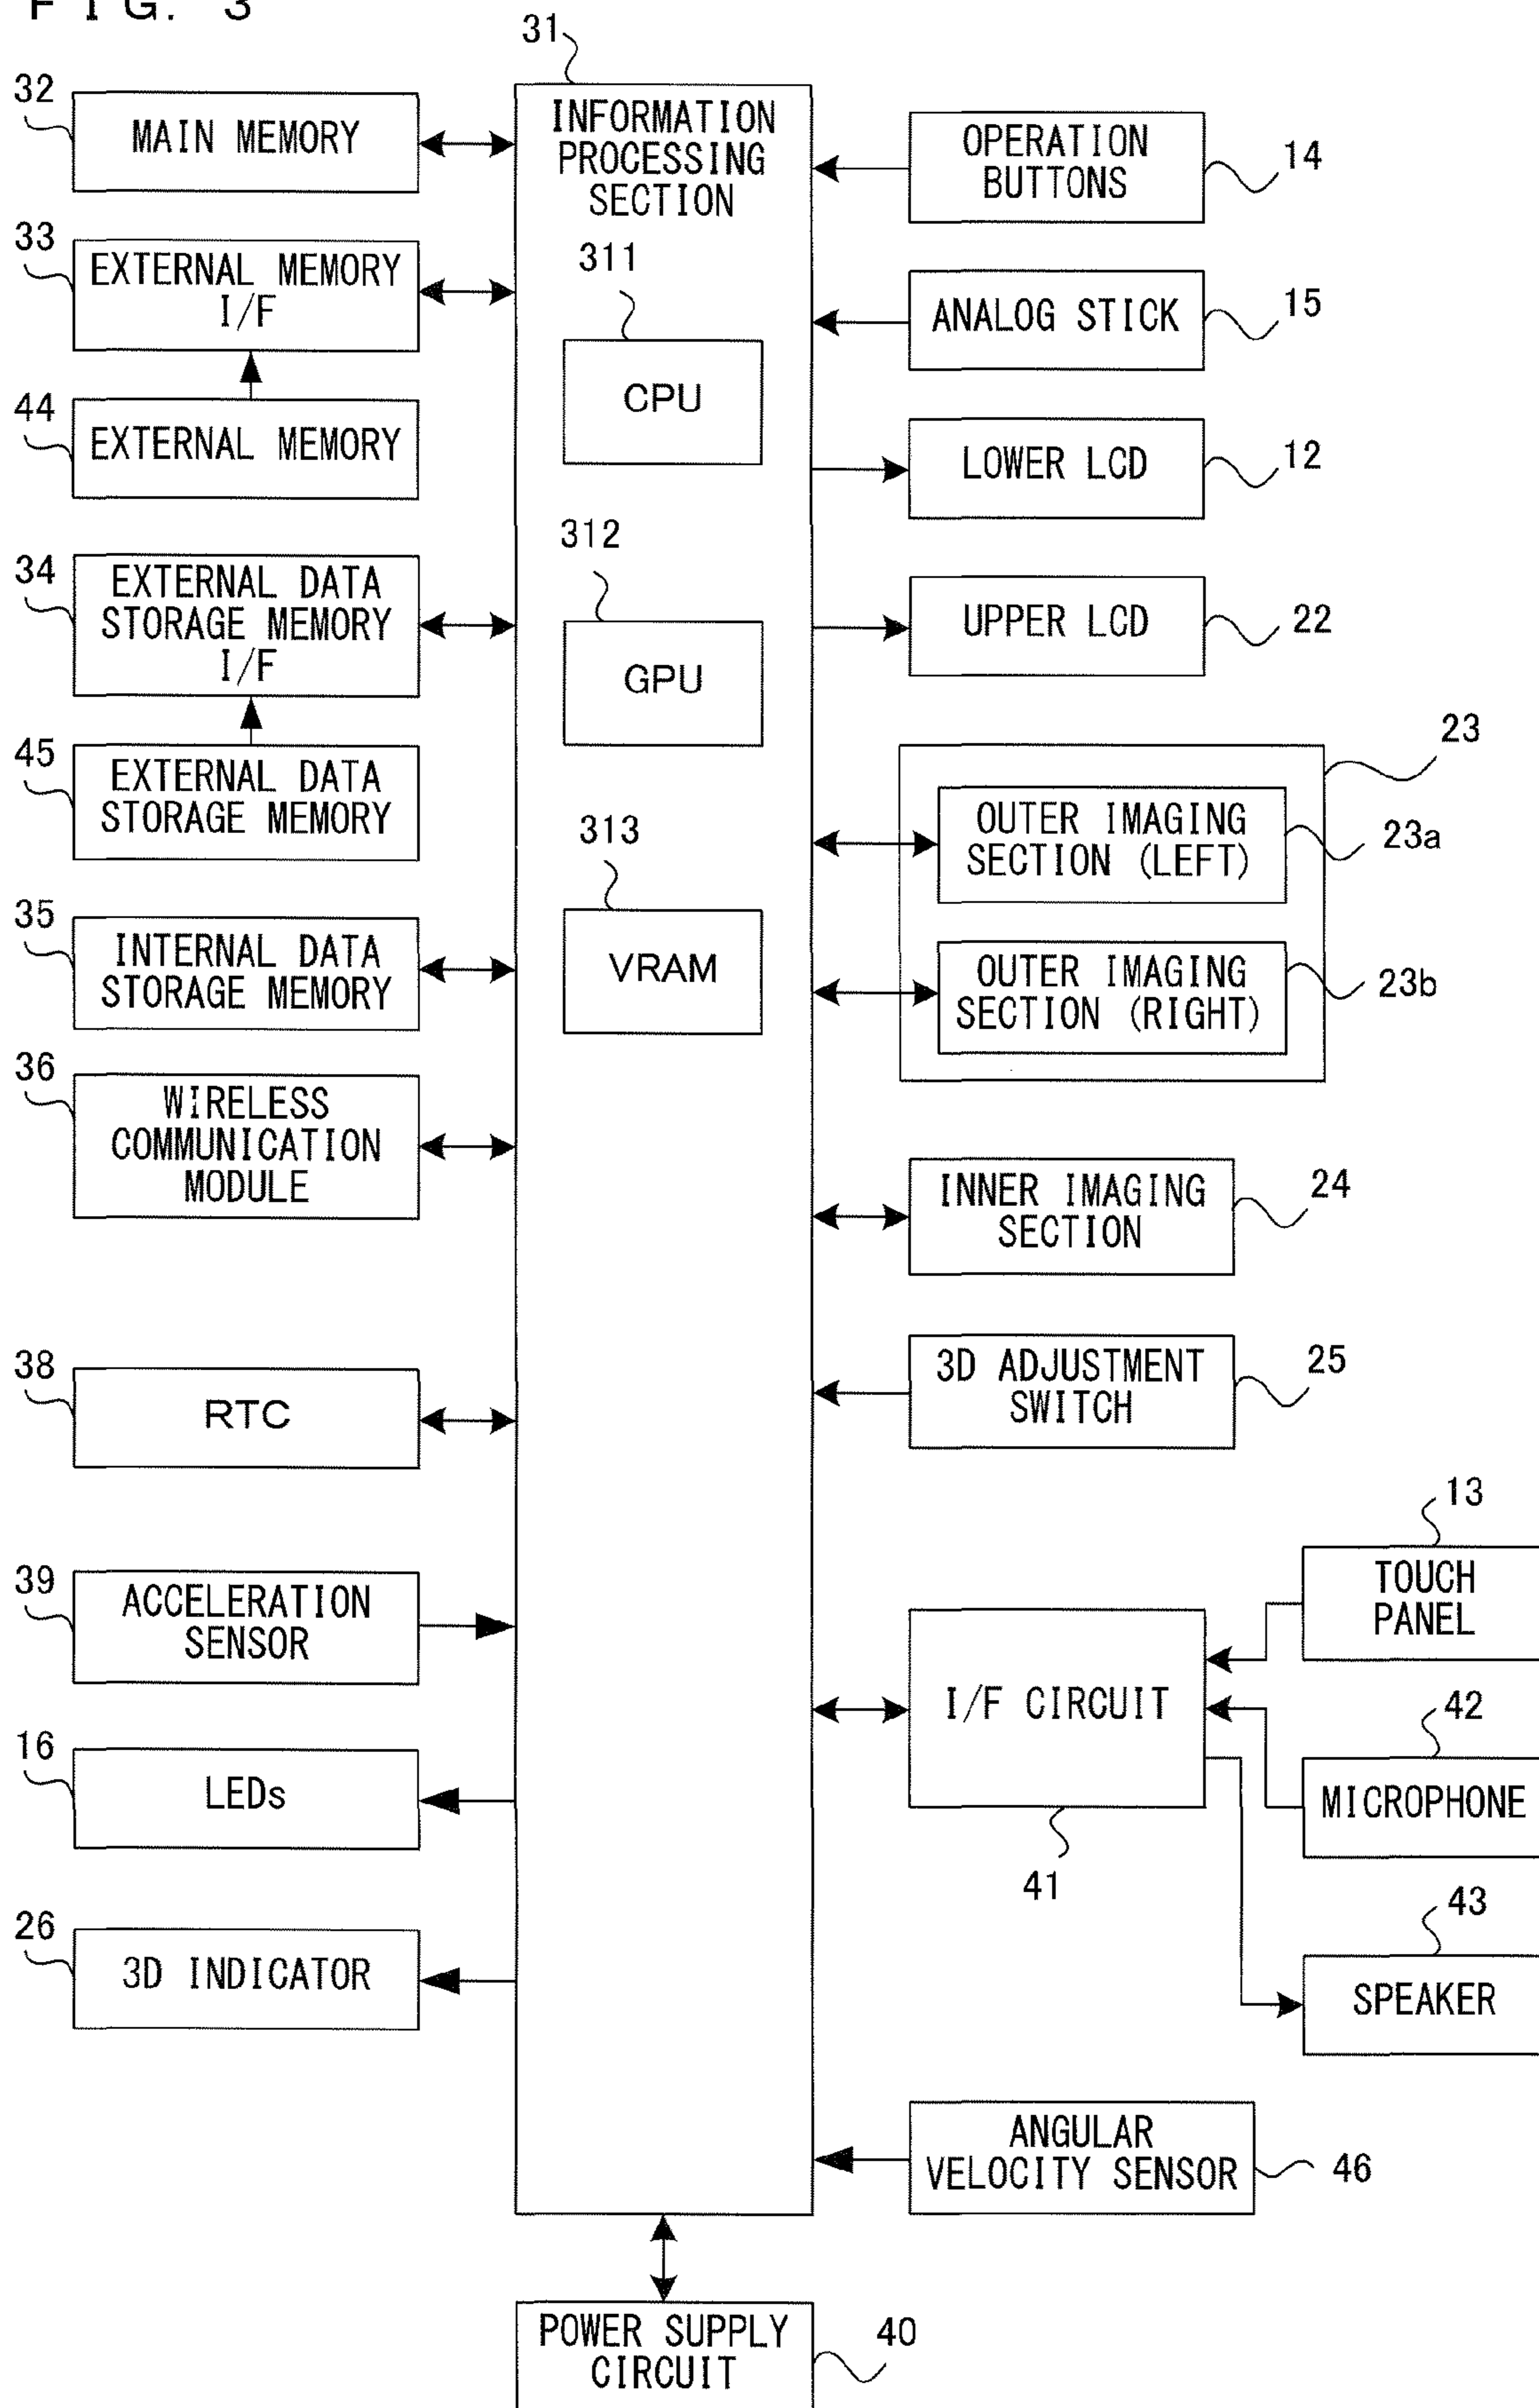 FIG. 3
31
32
MAIN MEMORY
33
EXTERNAL MEMORY
I/F
44
EXTERNAL MEMORY
34
EXTERNAL DATA
STORAGE MEMORY
I/F
45
EXTERNAL DATA
STORAGE MEMORY
35
INTERNAL DATA
STORAGE MEMORY
36
WIRELESS
COMMUNICATION
MODULE
38
RTC
39
ACCELERATION
SENSOR
16
LEDs
26
3D INDICATOR
INFORMATION
PROCESSING
SECTION
311
CPU
312
GPU
313
VRAM
OPERATION
BUTTONS
14
ANALOG STICK
15
LOWER LCD
12
UPPER LCD
22
23
OUTER IMAGING
SECTION (LEFT)
23a
OUTER IMAGING
SECTION (RIGHT)
23b
INNER IMAGING
SECTION
24
3D ADJUSTMENT
SWITCH
25
13
TOUCH
PANEL
I/F CIRCUIT
41
42
MICROPHONE
43
SPEAKER
ANGULAR
VELOCITY SENSOR
46
POWER SUPPLY
CIRCUIT
40